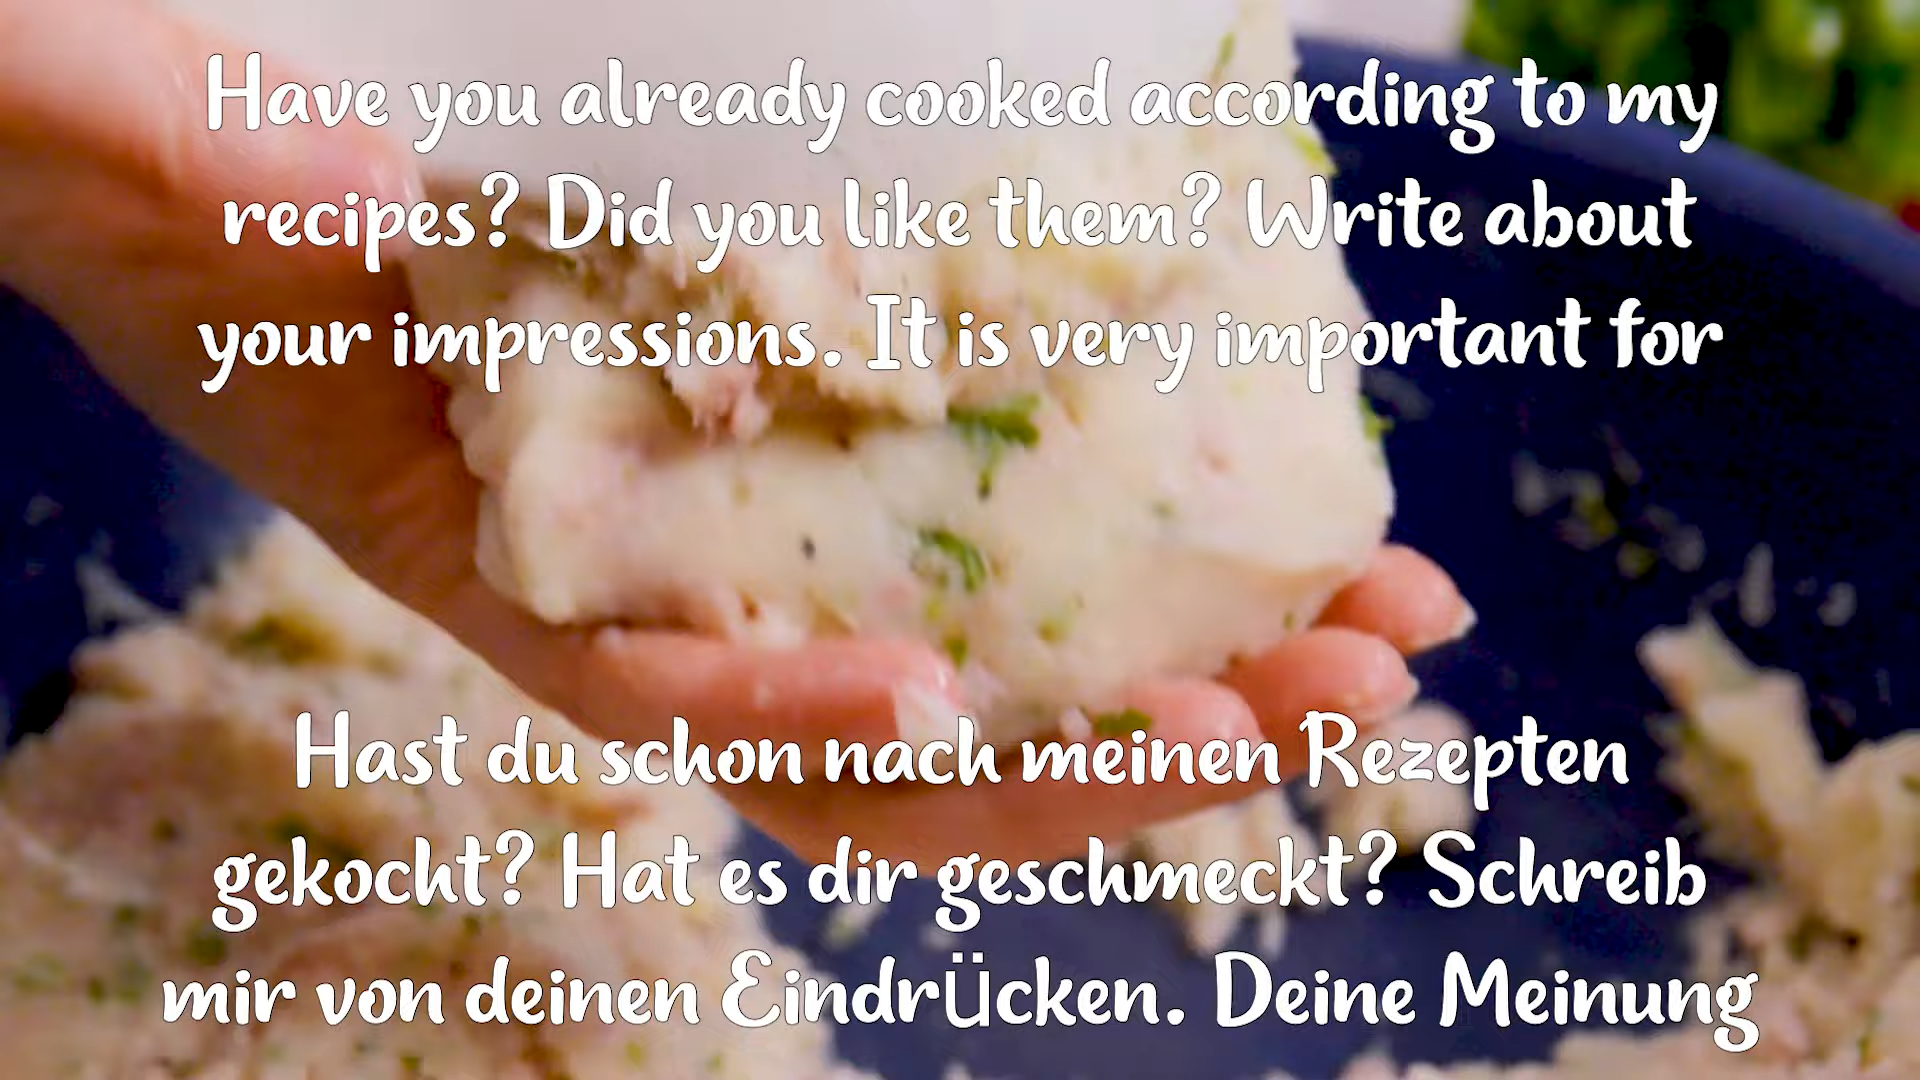 Have you already cooked according to my
recipes? Did you like them? Write about
your impressions. It is very important for
Hast du schon nach meinen Rezepten
gekocht? Hat es dir geschmeckt? Schreib
mir von deinen EindrÜcken. Deine Meinung